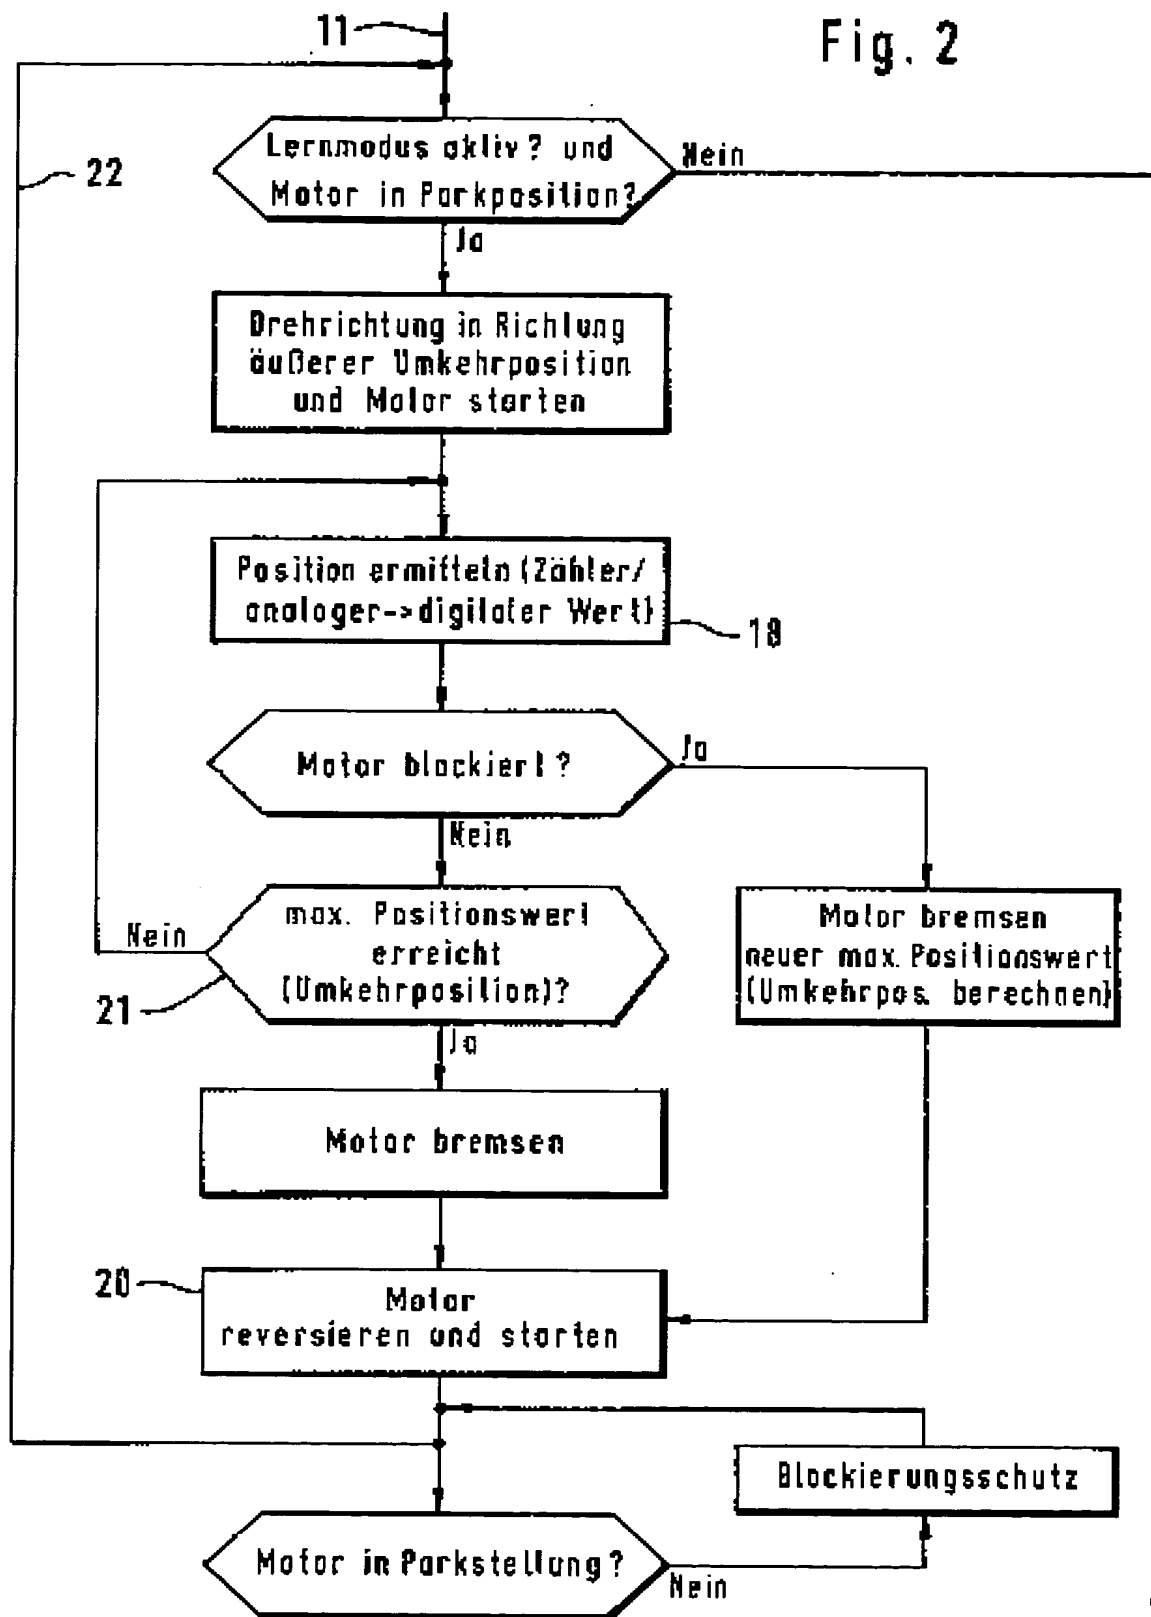 11
Fig. 2
22
Lernmodus aktiv? und
Motor in Parkposition?
Nein
Ja
Drehrichtung in Richtung
äußerer Umkehrposition
und Motor starten
Position ermitteln (Zähler/
analoger->digitaler Wert)
18
Motor blockiert?
Ja
Nein
max. Positionswert
erreicht
(Umkehrposition)?
Nein
21
Ja
Motor bremsen
neuer max. Positionswert
(Umkehrpos. berechnen)
Motor bremsen
20
Motor
reversieren und starten
Blockierungsschutz
Motor in Parkstellung?
Nein